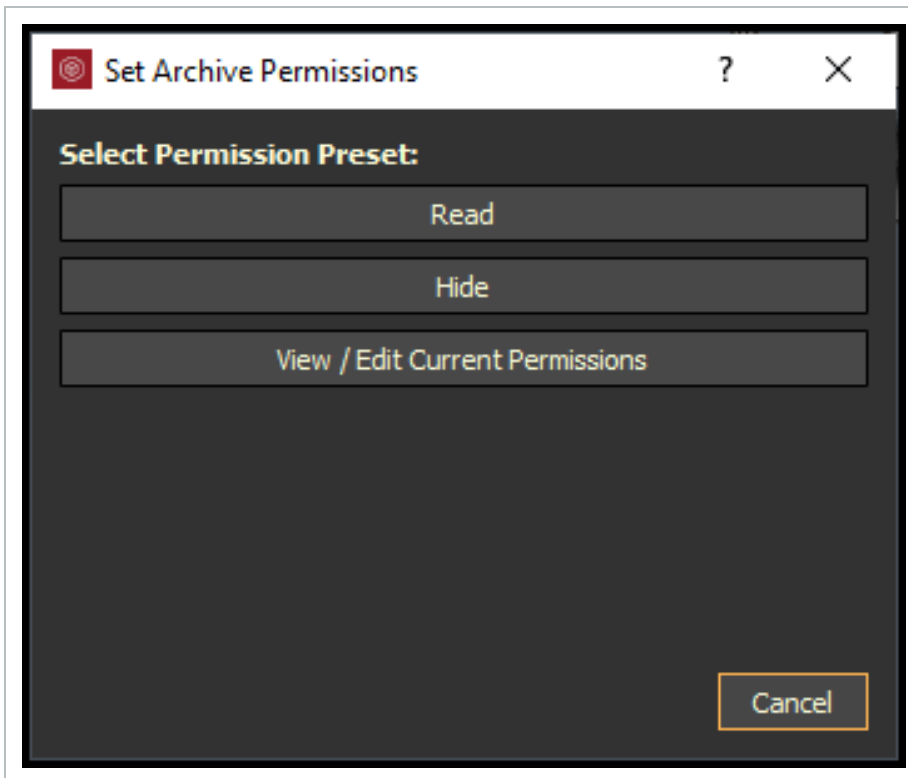 Set Archive Permissions ?
Select Permission Preset:
Read
Hide
View / Edit Current Permissions
Cancel